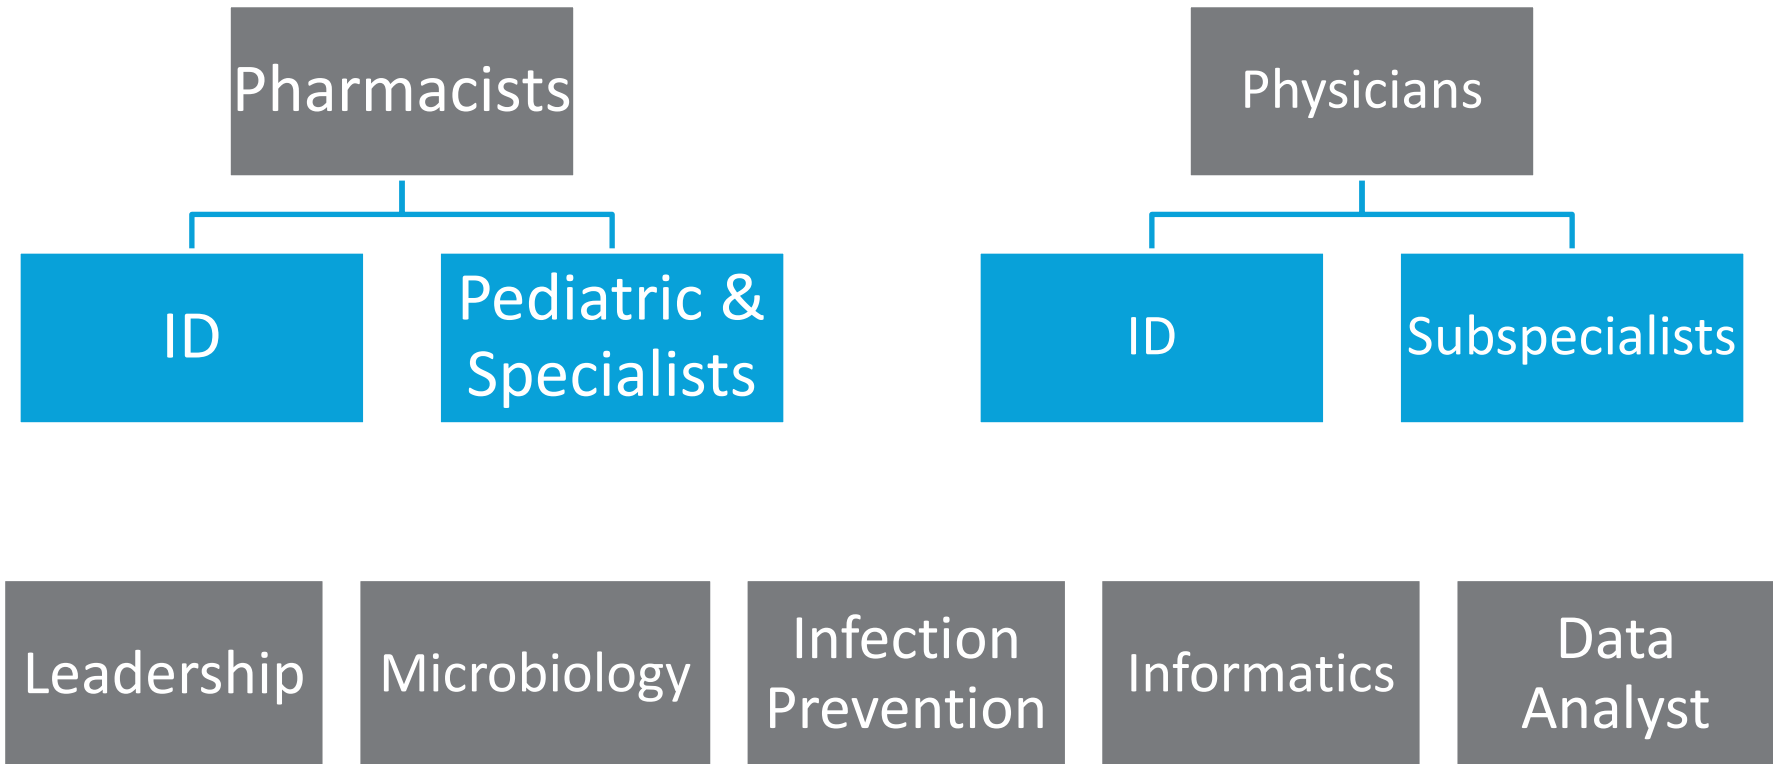 Pharmacists
Physicians
ID
Pediatric &
Specialists
ID
Subspecialists
Leadership
Microbiology
Infection
Prevention
Informatics
Data
Analyst